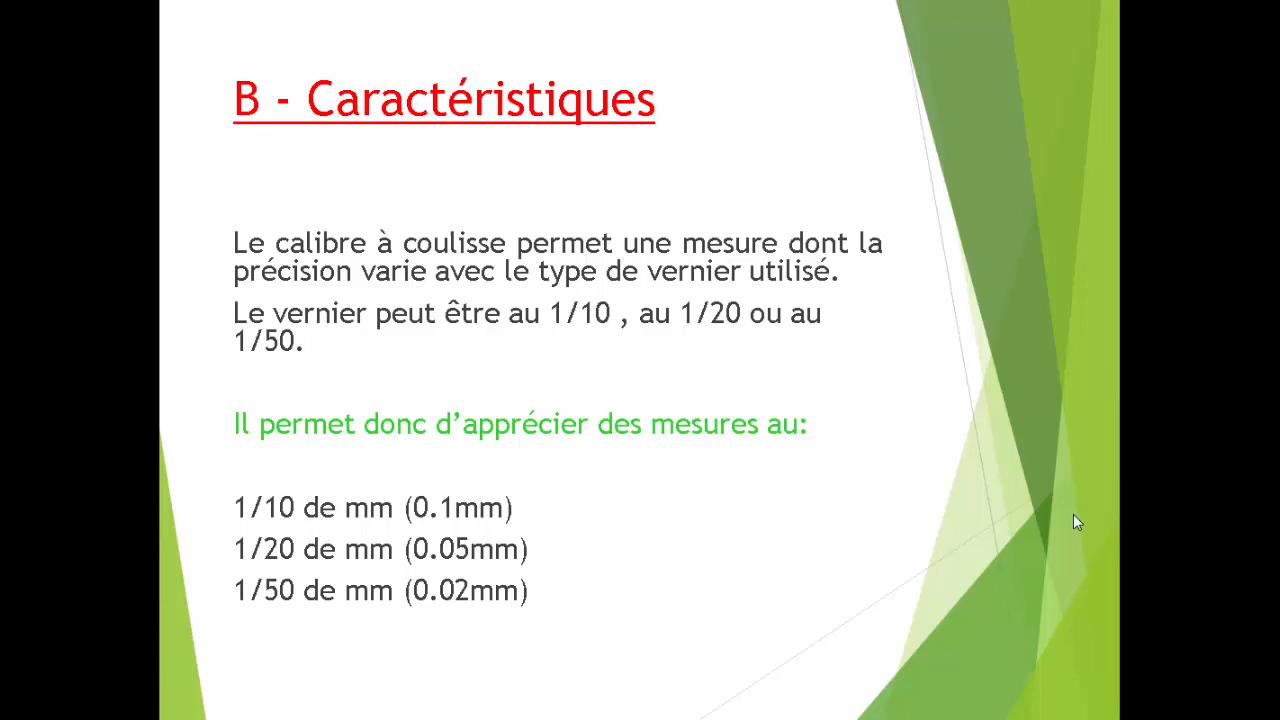 B - Caractéristiques
Le calibre à coulisse permet une mesure dont la
précision varie avec le type de vernier utilisé.
Le vernier peut être au 1/10 , au 1/20 ou au
1/50.
Il permet donc d’apprécier des mesures au:
1/10 de mm (0.1mm)
1/20 de mm (0.05mm)
1/50 de mm (0.02mm)